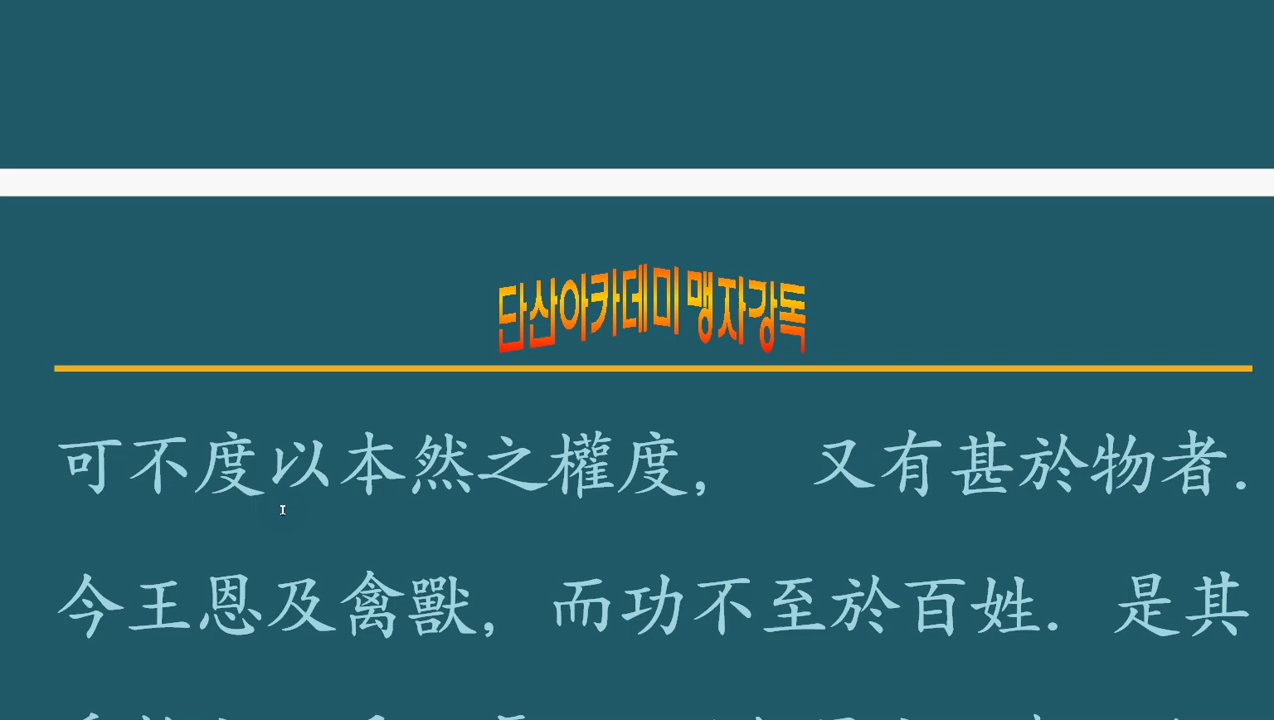 단산아카데미 맹자강독
可不度以本然之權度, 又有甚於物者.
今王恩及禽獸, 而功不至於百姓. 是其